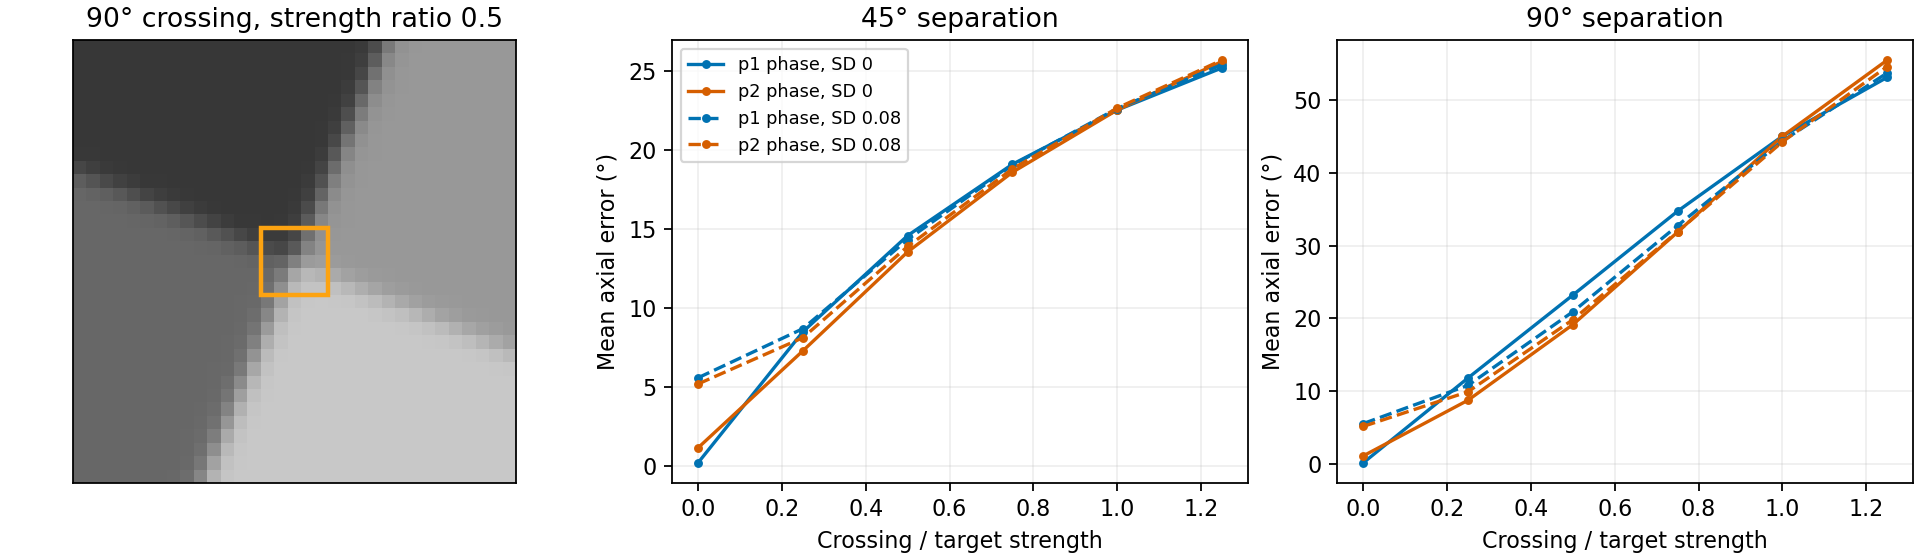 90° crossing, strength ratio 0.5
45° separation
Mean axial error (°)
25
20
15
10
5
0
p1 phase, SD 0
p2 phase, SD 0
p1 phase, SD 0.08
p2 phase, SD 0.08
0.0 0.2 0.4 0.6 0.8 1.0 1.2
Crossing / target strength
90° separation
Mean axial error (°)
50
40
30
20
10
0
0.0 0.2 0.4 0.6 0.8 1.0 1.2
Crossing / target strength